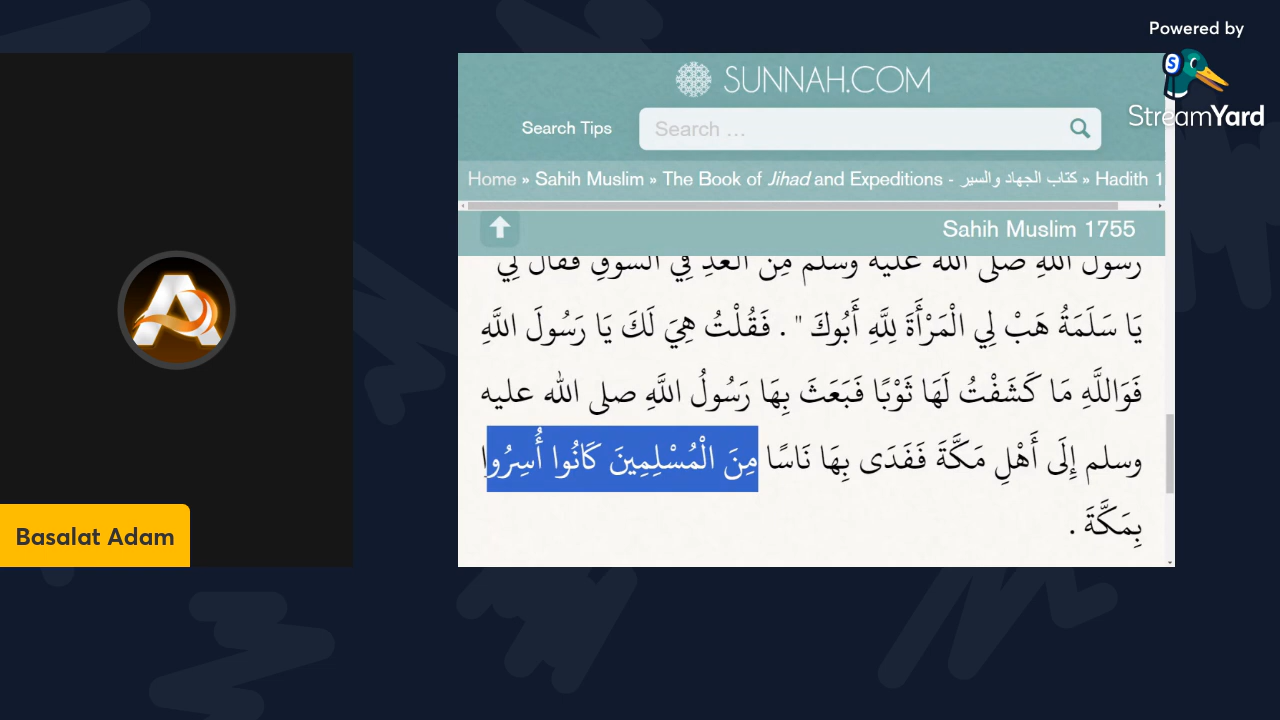 Powered by
StreamYard
SUNNAH.COM
Search Tips
Search ...
Home » Sahih Muslim » The Book of Jihad and Expeditions - كتاب الجهاد والسير » Hadith 1
Sahih Muslim 1755
رَسُولُ اللَّهِ صلى الله عليه وسلم مِنَ الْغَدِ فِي السُّوقِ فَقَالَ لِي
يَا سَلَمَةُ هَبْ لِي الْمَرْأَةَ لِلَّهِ أَبُوكَ " . فَقُلْتُ هِيَ لَكَ يَا رَسُولَ اللَّهِ
فَوَاللَّهِ مَا كَشَفْتُ لَهَا ثَوْبًا فَبَعَثَ بِهَا رَسُولُ اللَّهِ صلى الله عليه
وسلم إِلَى أَهْلِ مَكَّةَ فَفَدَى بِهَا نَاسًا مِنَ الْمُسْلِمِينَ كَانُوا أُسِرُوا
بِمَكَّةَ .
Basalat Adam